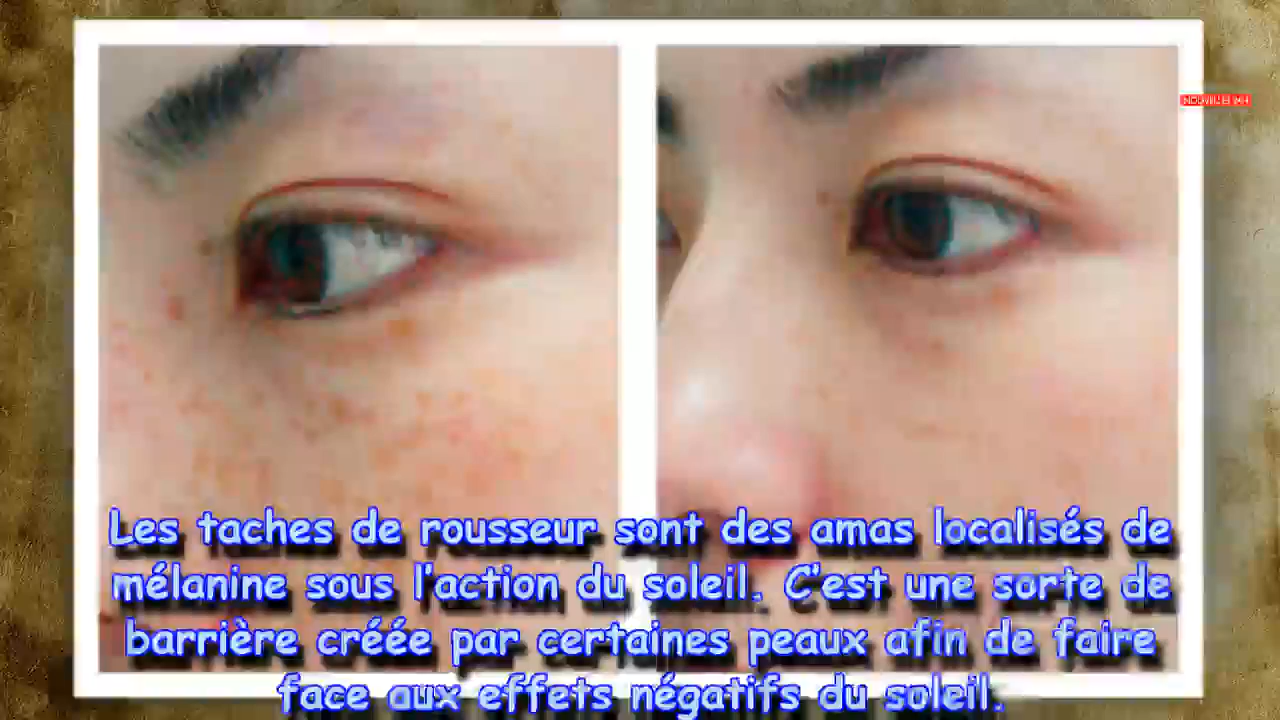 Les taches de rousseur sont des amas localisés de
mélanine sous l'action du soleil. C'est une sorte de
barrière créée par certaines peaux afin de faire
face aux effets négatifs du soleil.